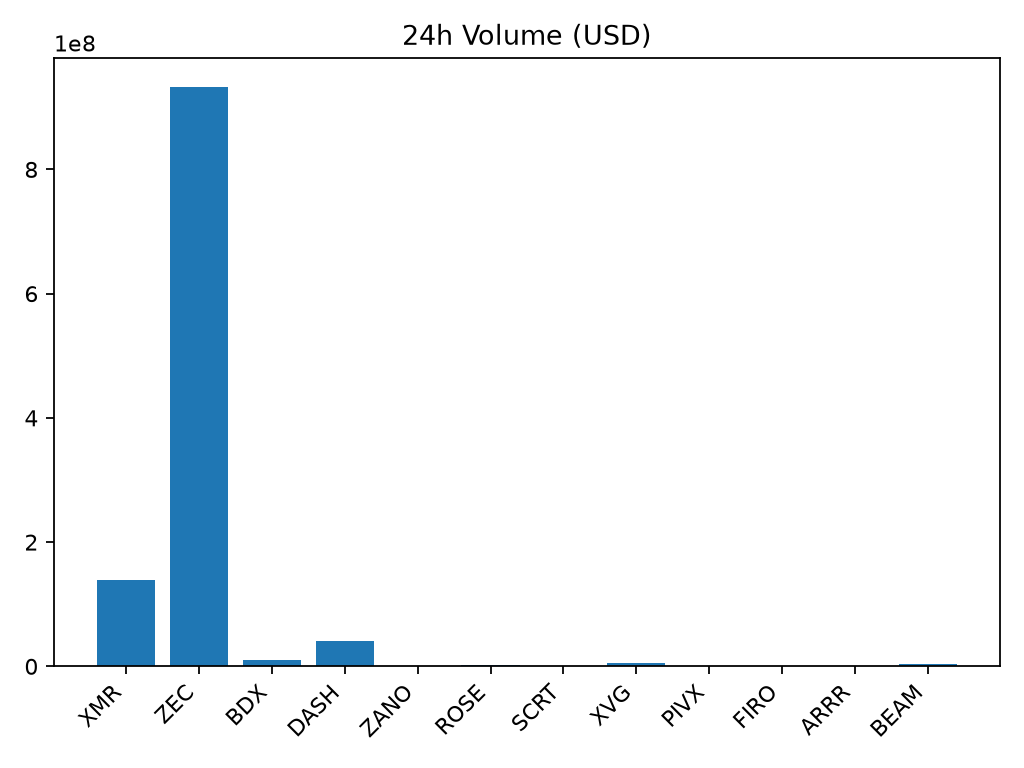 24h Volume (USD)
1e8
8
6
4
2
0
XMR
ZEC
BDX
DASH
ZANO
ROSE
SCRT
XVG
PIVX
FIRO
ARRR
BEAM